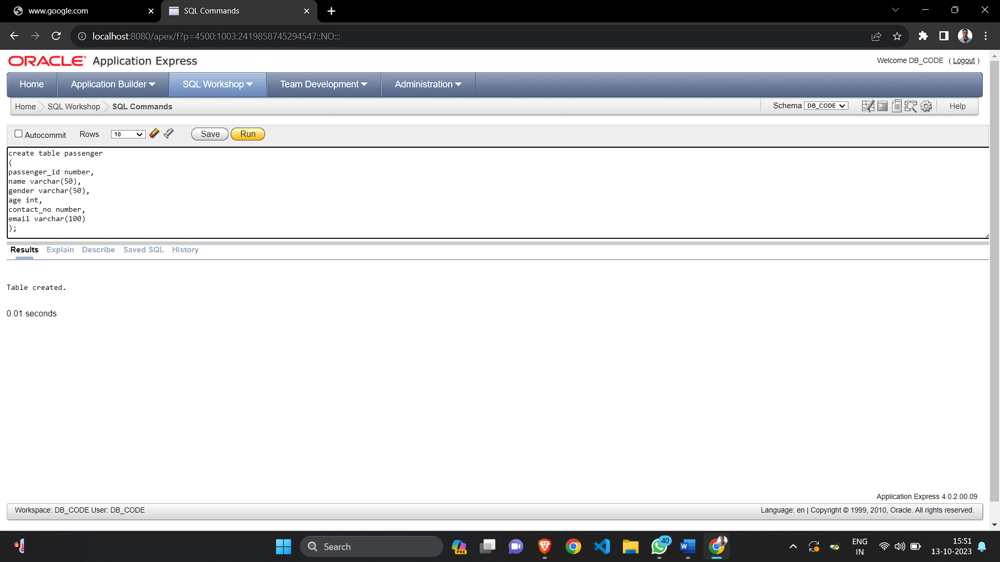 www.google.com
SQL Commands
localhost:8080/apex/f?p=4500:1003:2419858745294547::NO:::
ORACLE Application Express
Welcome DB_CODE ( Logout )
Home Application Builder SQL Workshop Team Development Administration
Home SQL Workshop SQL Commands
Schema DB_CODE Help
Autocommit Rows 10 Save Run
create table passenger
(
passenger_id number,
name varchar(50),
gender varchar(50),
age int,
contact_no number,
email varchar(100)
);
Results Explain Describe Saved SQL History
Table created.
0.01 seconds
Application Express 4.0.2.00.09
Workspace: DB_CODE User: DB_CODE
Language: en | Copyright © 1999, 2010, Oracle. All rights reserved.
Search
PRE
40
W
ENG
IN
15:51
13-10-2023